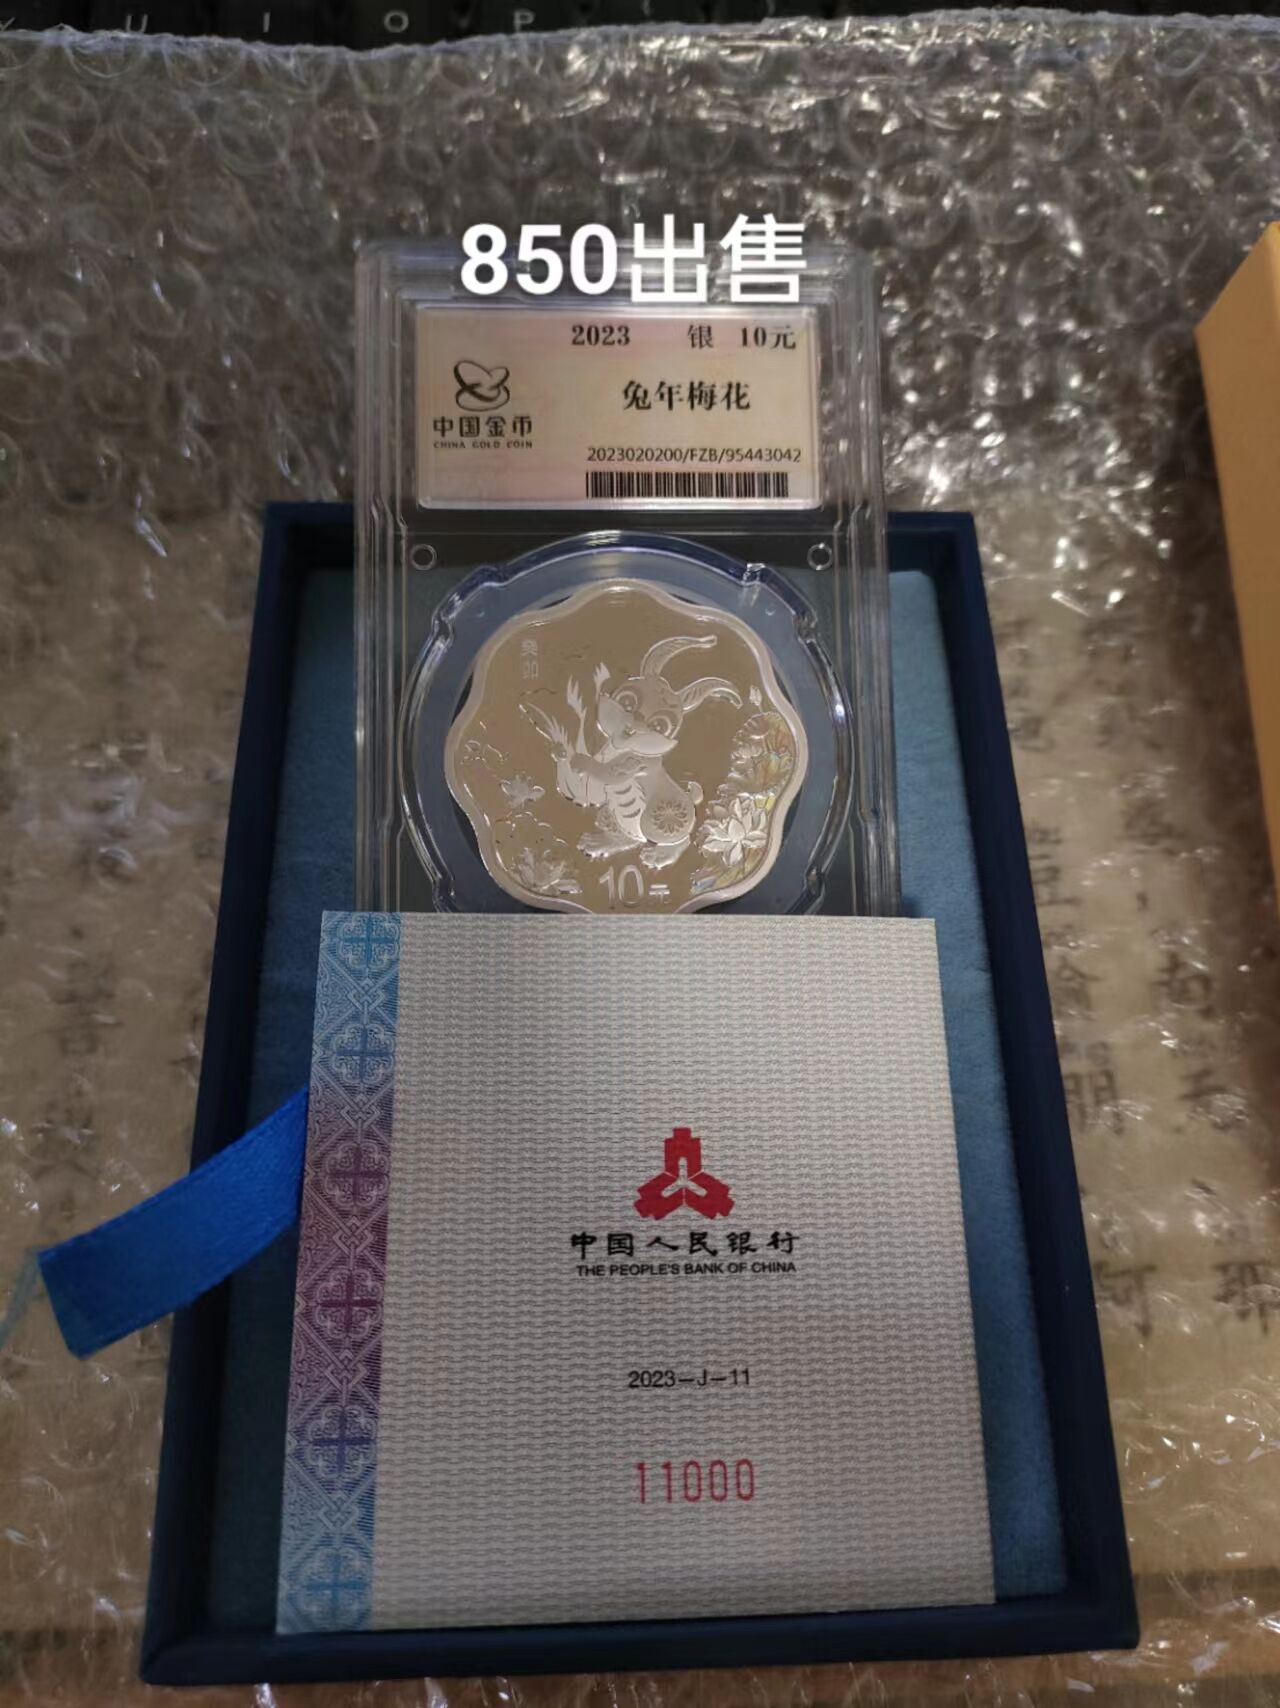 U I O P
850出售
2023 银 10元
兔年梅花
中国金币
CHINA GOLD COIN
2023020200/FZB/95443042
癸卯
10元
中国人民银行
THE PEOPLE'S BANK OF CHINA
2023-J-11
11000